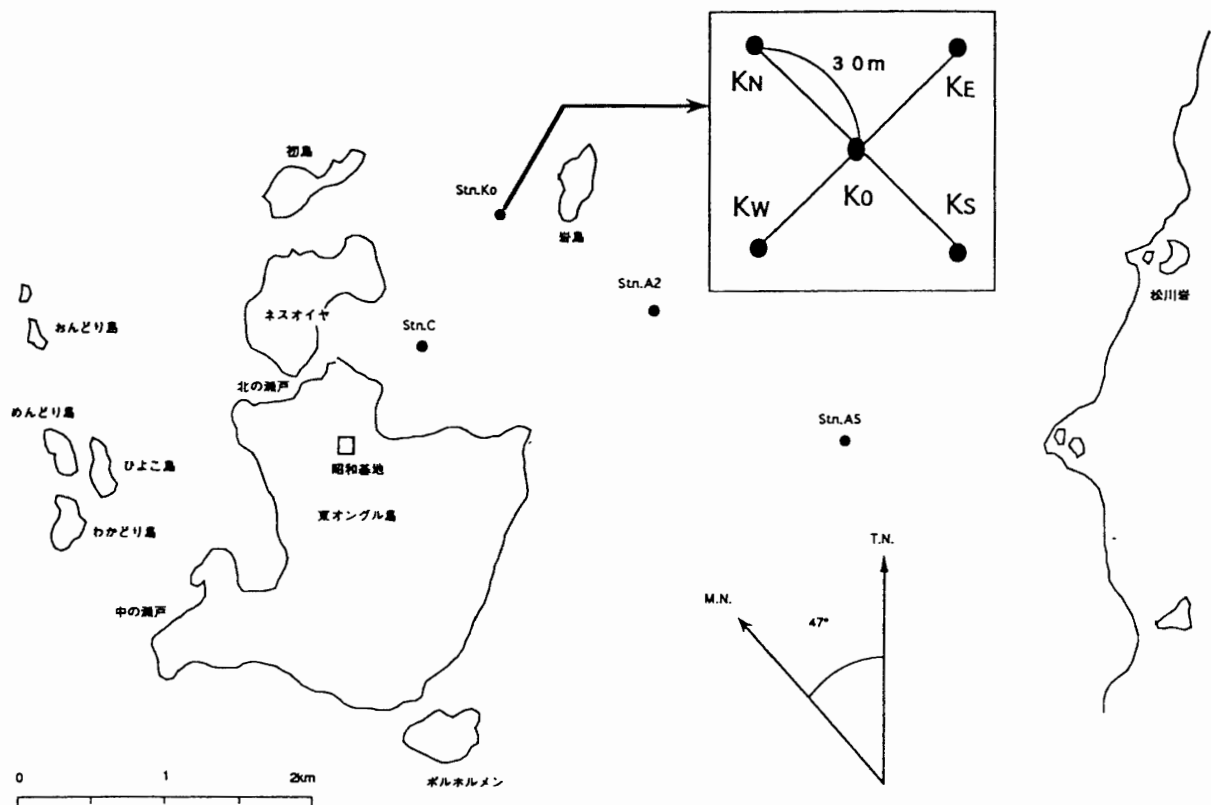 30m
KN
KE
K0
KW
KS
初島
Stn.K0
岩島
Stn.A2
松川岩
ネスオイヤ
おんどり島
Stn.C
北の瀬戸
めんどり島
Stn.A5
ひよこ島
昭和基地
わかどり島
東オングル島
T.N.
M.N.
47°
中の瀬戸
0 1 2km
ポルホルメン